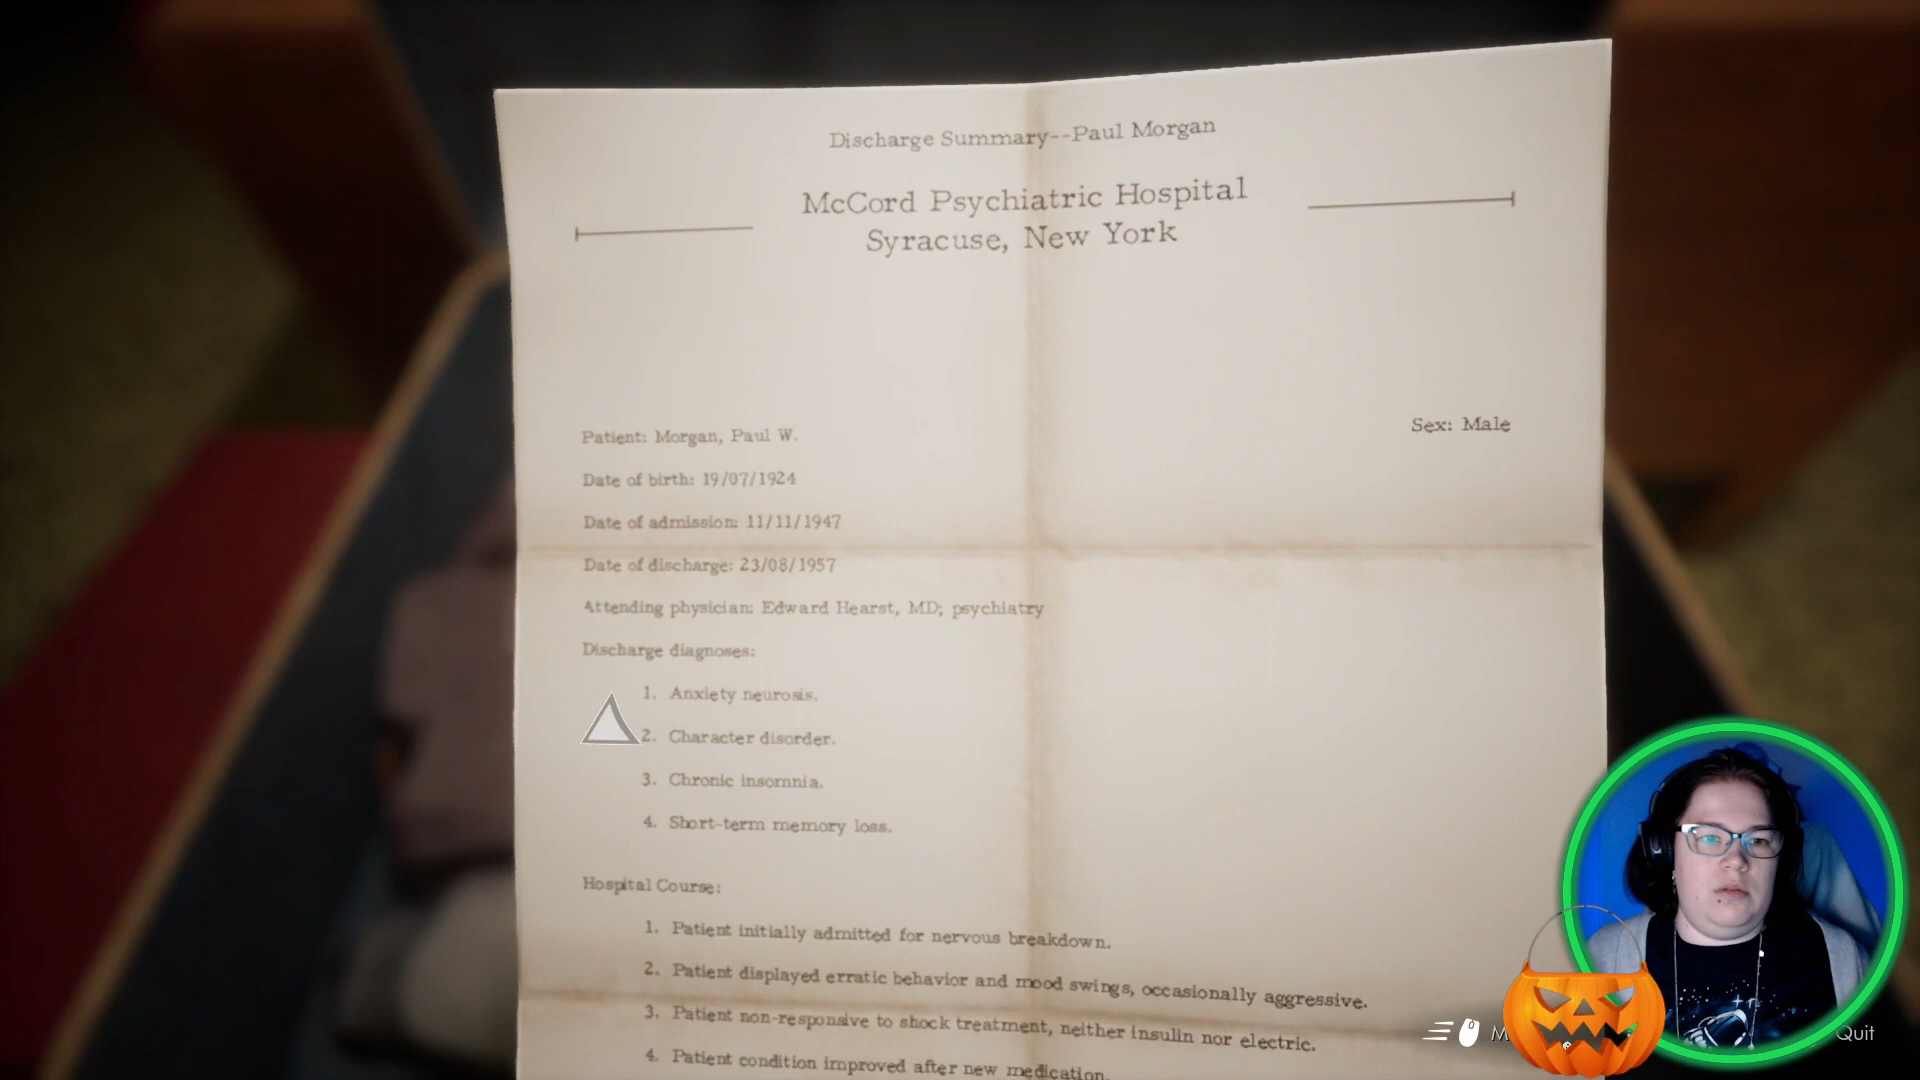 Discharge Summary--Paul Morgan
McCord Psychiatric Hospital
Syracuse, New York
Patient: Morgan, Paul W.
Sex: Male
Date of birth: 19/07/1924
Date of admission: 11/11/1947
Date of discharge: 23/08/1957
Attending physician: Edward Hearst, MD; psychiatry
Discharge diagnoses:
1. Anxiety neurosis.
2. Character disorder.
3. Chronic insomnia.
4. Short-term memory loss.
Hospital Course:
1. Patient initially admitted for nervous breakdown.
2. Patient displayed erratic behavior and mood swings, occasionally aggressive.
3. Patient non-responsive to shock treatment, neither insulin nor electric.
4. Patient condition improved after new medication.
Quit